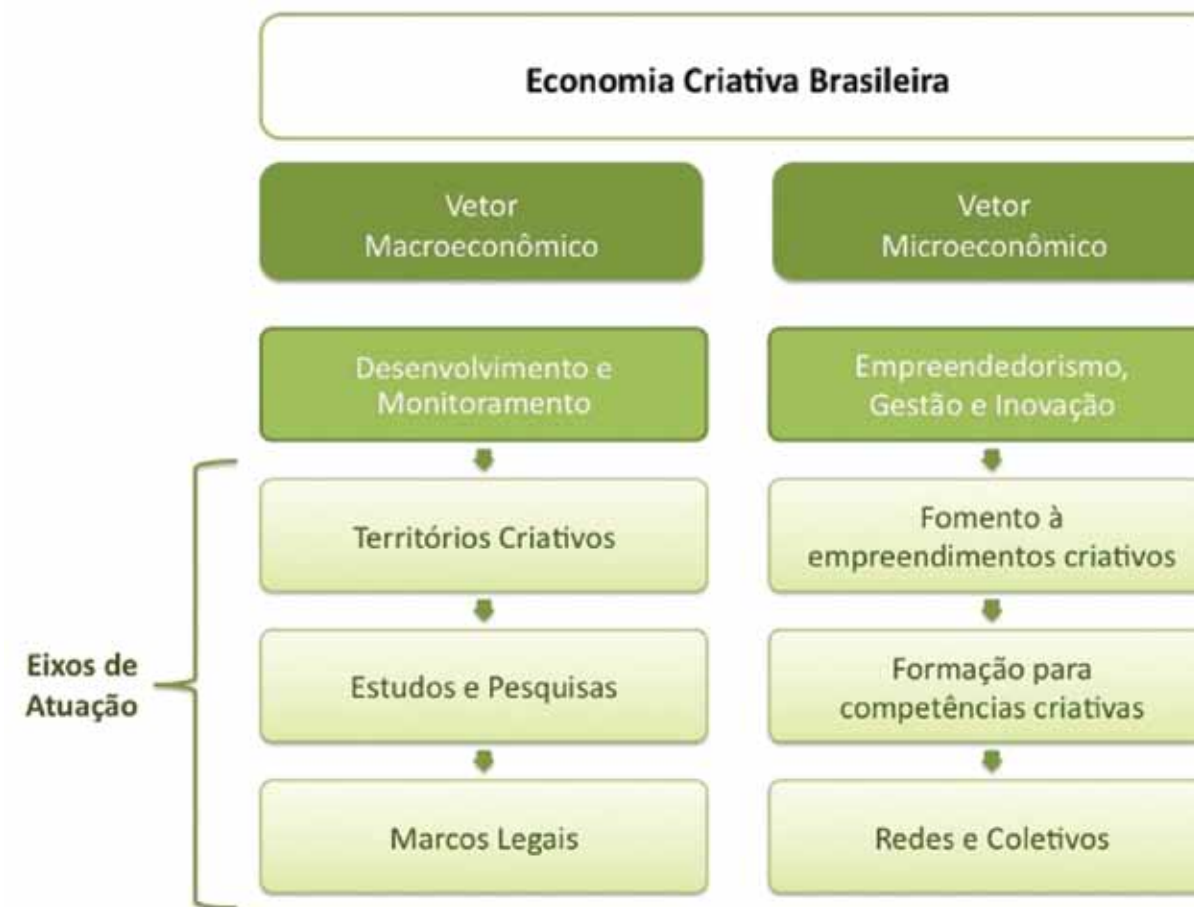 Economia Criativa Brasileira
Vetor
Macroeconômico
Vetor
Microeconômico
Desenvolvimento e
Monitoramento
Empreendedorismo,
Gestão e Inovação
Eixos de
Atuação
Territórios Criativos
Fomento à
empreendimentos criativos
Estudos e Pesquisas
Formação para
competências criativas
Marcos Legais
Redes e Coletivos